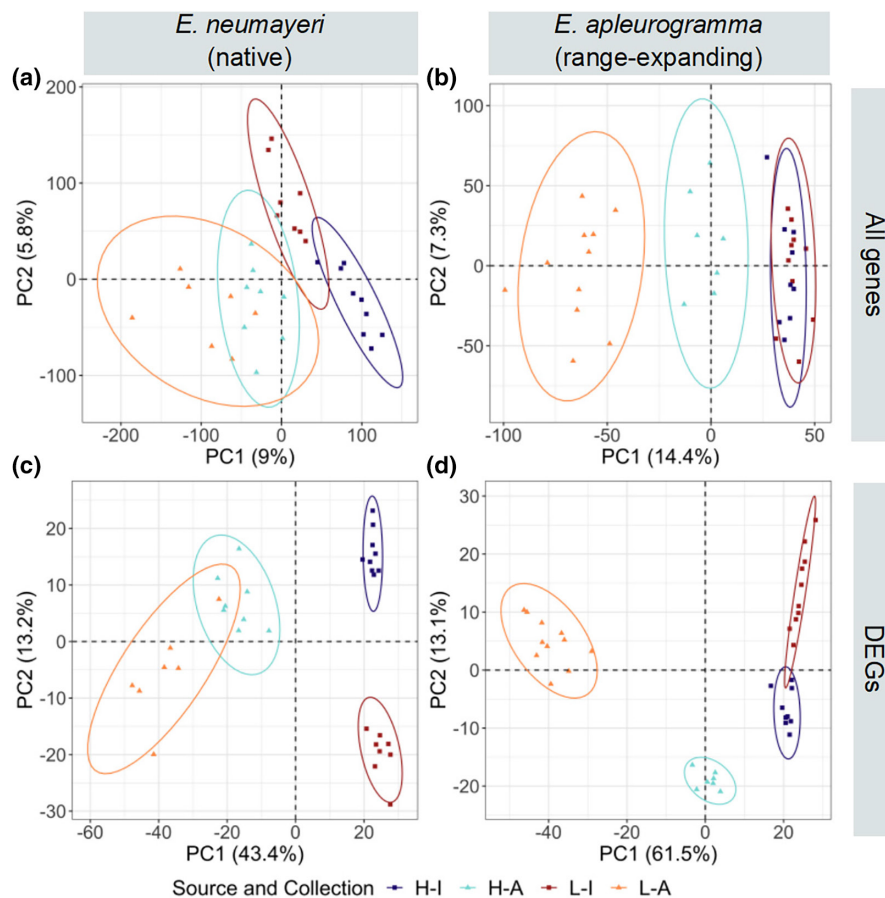 E. neumayeri
(native)
E. apleurogramma
(range-expanding)
(a)
200
100
0
-100
PC2 (5.8%)
-200
-100
0
100
PC1 (9%)
(b)
100
50
0
-50
PC2 (7.3%)
-100
-50
0
50
PC1 (14.4%)
All genes
(c)
20
10
0
-10
-20
-30
PC2 (13.2%)
-60
-40
-20
0
20
PC1 (43.4%)
(d)
30
20
10
0
-10
-20
PC2 (13.1%)
-40
-20
0
20
PC1 (61.5%)
DEGs
Source and Collection H-I H-A L-I L-A